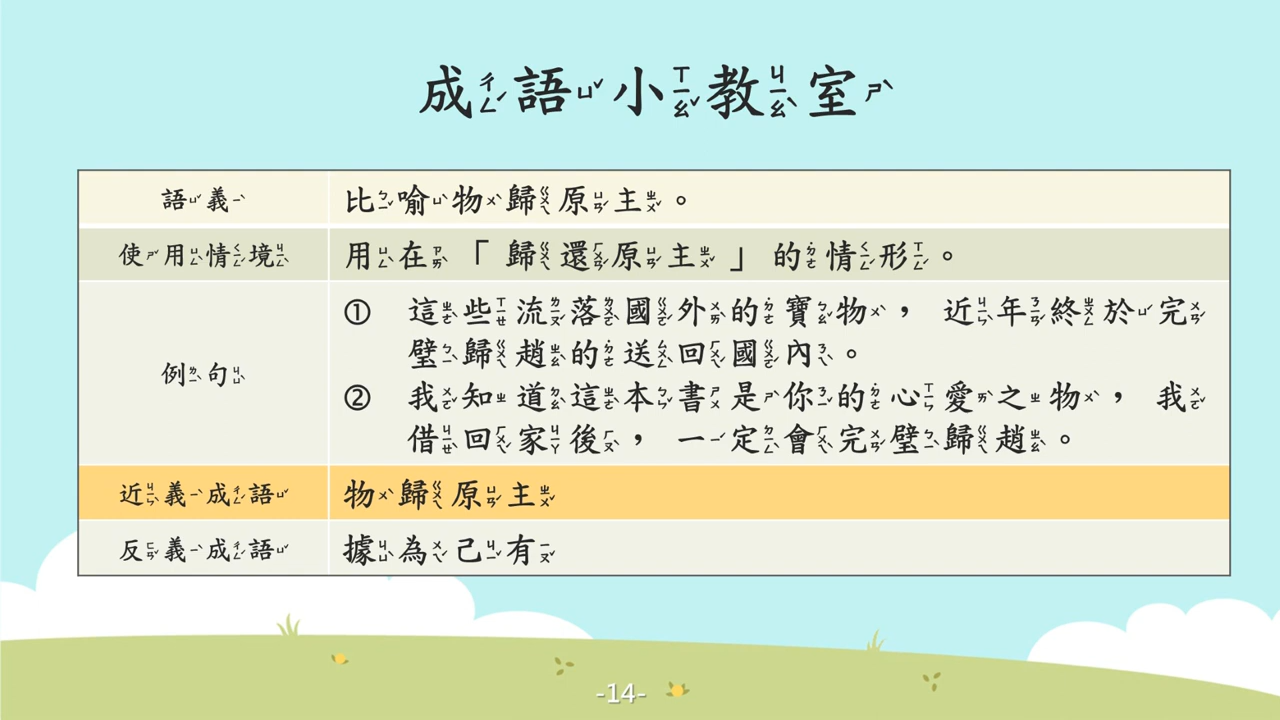 成語小教室
語義 比喻物歸原主。
使用情境 用在「歸還原主」的情形。
例句
① 這些流落國外的寶物，近年終於完
璧歸趙的送回國內。
② 我知道這本書是你的心愛之物，我
借回家後，一定會完璧歸趙。
近義成語 物歸原主
反義成語 據為己有
-14-